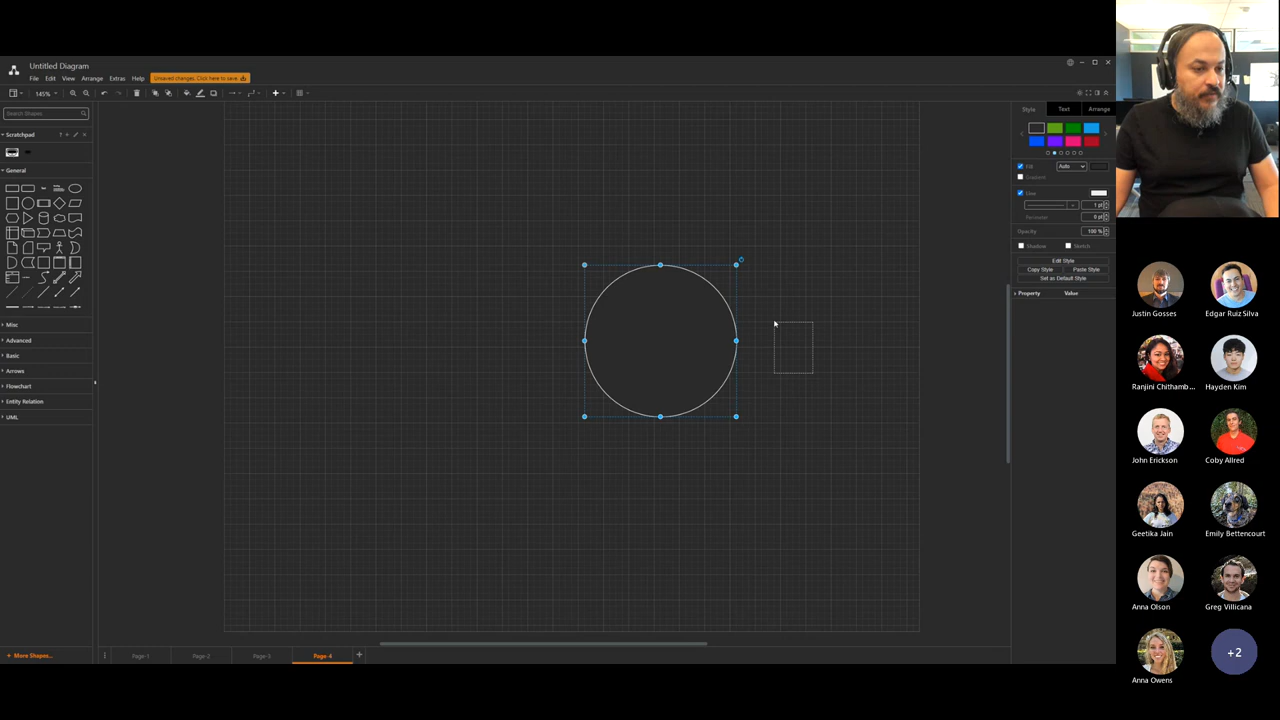 Untitled Diagram
File Edit View Arrange Extras Help Unsaved changes. Click here to save.
145%
Search Shapes
Scratchpad
General
Misc
Advanced
Basic
Arrows
Flowchart
Entity Relation
UML
+ More Shapes...
Page-1 Page-2 Page-3 Page-4
Style Text Arrange
Fill Auto
Gradient
Line
1 pt
Perimeter 0 pt
Opacity 100 %
Shadow Sketch
Edit Style
Copy Style Paste Style
Set as Default Style
Property Value
Justin Gosses Edgar Ruiz Silva
Ranjini Chithamb... Hayden Kim
John Erickson Coby Allred
Geetika Jain Emily Bettencourt
Anna Olson Greg Villicana
Anna Owens +2